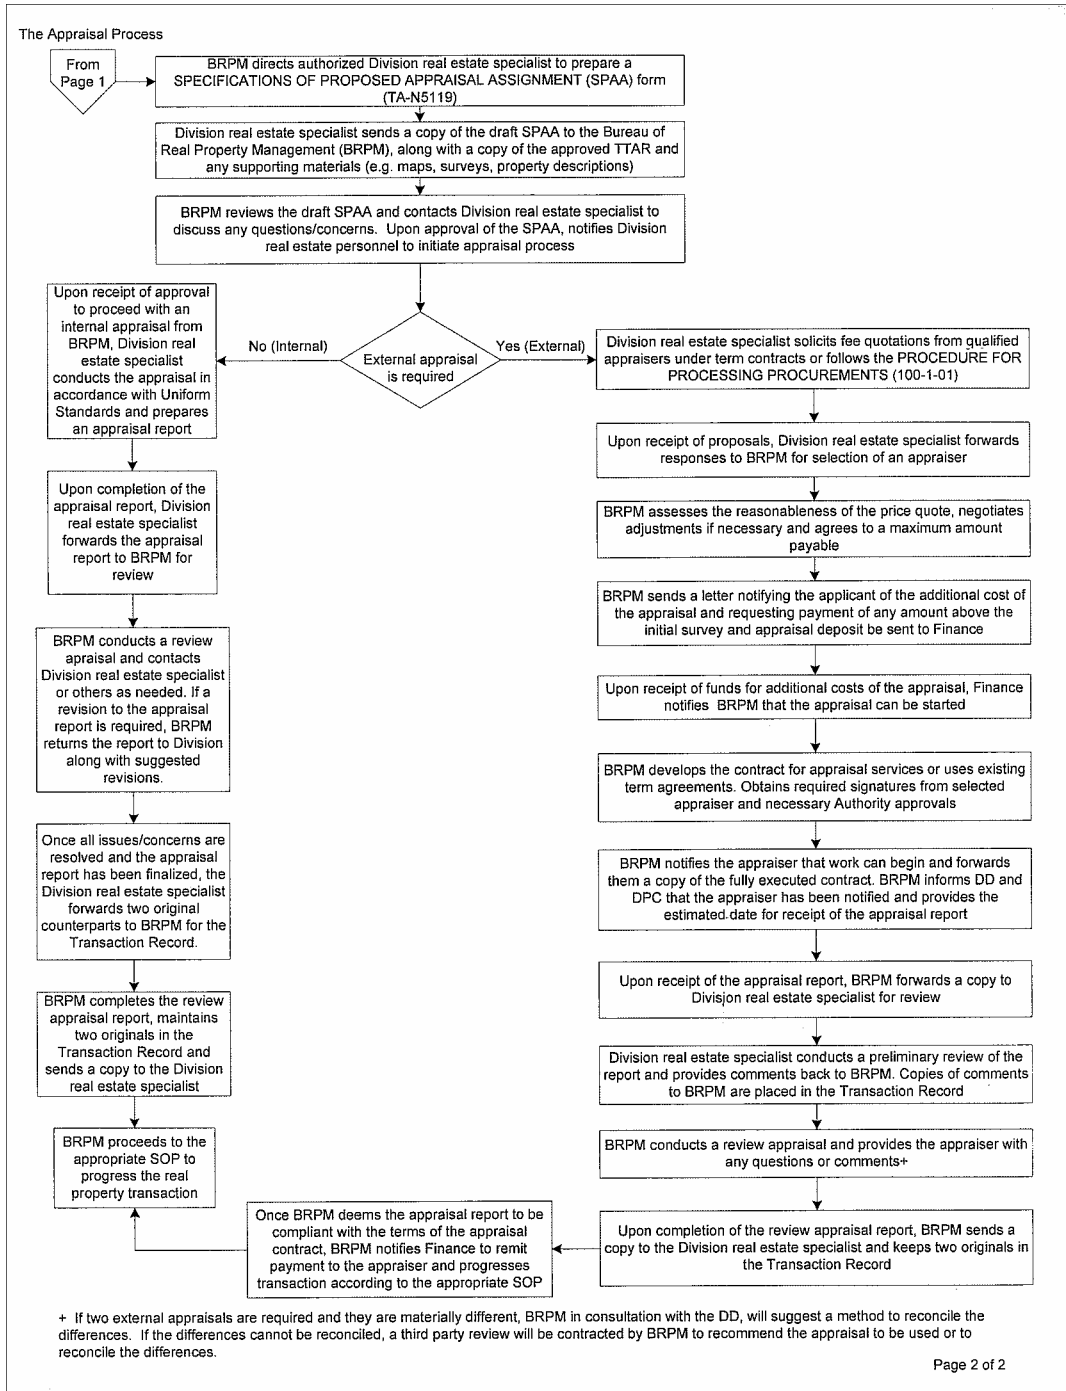 The Appraisal Process
From
Page 1
BRPM directs authorized Division real estate specialist to prepare a
SPECIFICATIONS OF PROPOSED APPRAISAL ASSIGNMENT (SPAA) form
(TA-N5119)
Division real estate specialist sends a copy of the draft SPAA to the Bureau of
Real Property Management (BRPM), along with a copy of the approved TTAR and
any supporting materials (e.g. maps, surveys, property descriptions)
BRPM reviews the draft SPAA and contacts Division real estate specialist to
discuss any questions/concerns. Upon approval of the SPAA, notifies Division
real estate personnel to initiate appraisal process
External appraisal
is required
No (Internal)
Yes (External)
Upon receipt of approval
to proceed with an
internal appraisal from
BRPM, Division real
estate specialist
conducts the appraisal in
accordance with Uniform
Standards and prepares
an appraisal report
Upon completion of the
appraisal report, Division
real estate specialist
forwards the appraisal
report to BRPM for
review
BRPM conducts a review
apraisal and contacts
Division real estate specialist
or others as needed. If a
revision to the appraisal
report is required, BRPM
returns the report to Division
along with suggested
revisions.
Once all issues/concerns are
resolved and the appraisal
report has been finalized, the
Division real estate specialist
forwards two original
counterparts to BRPM for the
Transaction Record.
BRPM completes the review
appraisal report, maintains
two originals in the
Transaction Record and
sends a copy to the Division
real estate specialist
BRPM proceeds to the
appropriate SOP to
progress the real
property transaction
Division real estate specialist solicits fee quotations from qualified
appraisers under term contracts or follows the PROCEDURE FOR
PROCESSING PROCUREMENTS (100-1-01)
Upon receipt of proposals, Division real estate specialist forwards
responses to BRPM for selection of an appraiser
BRPM assesses the reasonableness of the price quote, negotiates
adjustments if necessary and agrees to a maximum amount
payable
BRPM sends a letter notifying the applicant of the additional cost of
the appraisal and requesting payment of any amount above the
initial survey and appraisal deposit be sent to Finance
Upon receipt of funds for additional costs of the appraisal, Finance
notifies BRPM that the appraisal can be started
BRPM develops the contract for appraisal services or uses existing
term agreements. Obtains required signatures from selected
appraiser and necessary Authority approvals
BRPM notifies the appraiser that work can begin and forwards
them a copy of the fully executed contract. BRPM informs DD and
DPC that the appraiser has been notified and provides the
estimated date for receipt of the appraisal report
Upon receipt of the appraisal report, BRPM forwards a copy to
Division real estate specialist for review
Division real estate specialist conducts a preliminary review of the
report and provides comments back to BRPM. Copies of comments
to BRPM are placed in the Transaction Record
BRPM conducts a review appraisal and provides the appraiser with
any questions or comments+
Upon completion of the review appraisal report, BRPM sends a
copy to the Division real estate specialist and keeps two originals in
the Transaction Record
Once BRPM deems the appraisal report to be
compliant with the terms of the appraisal
contract, BRPM notifies Finance to remit
payment to the appraiser and progresses
transaction according to the appropriate SOP
+ If two external appraisals are required and they are materially different, BRPM in consultation with the DD, will suggest a method to reconcile the
differences. If the differences cannot be reconciled, a third party review will be contracted by BRPM to recommend the appraisal to be used or to
reconcile the differences.
Page 2 of 2